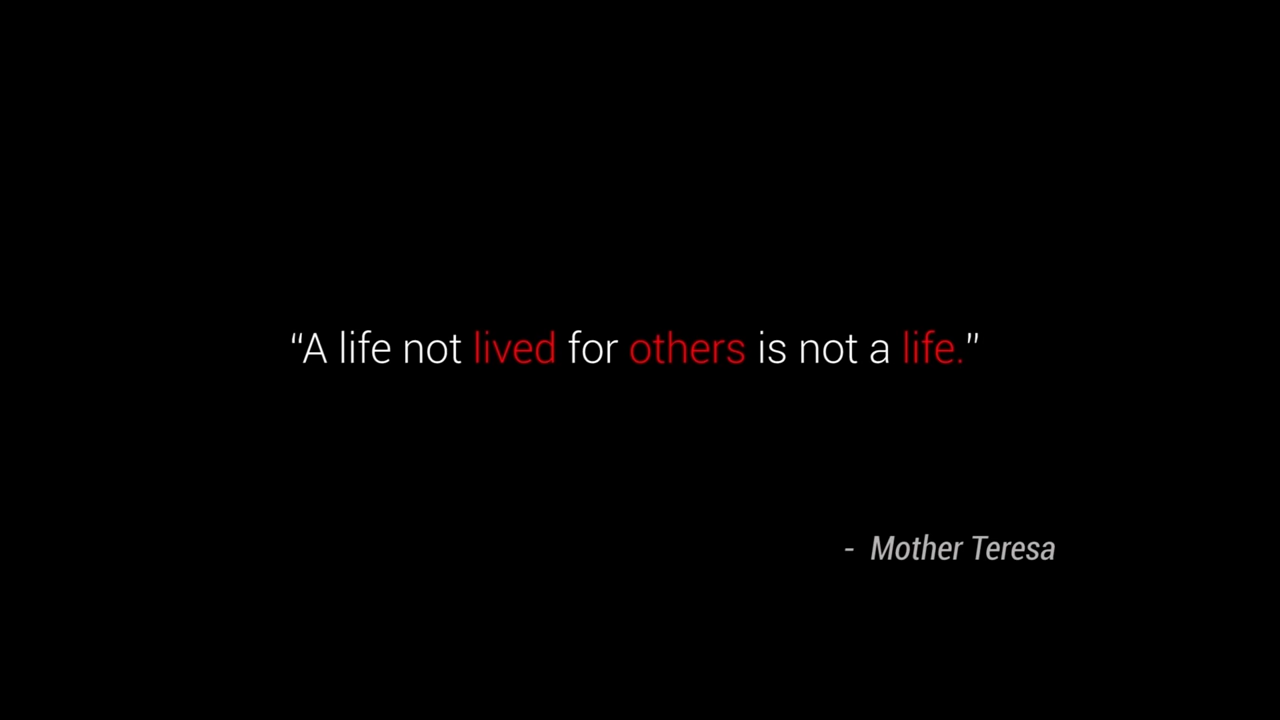 “A life not lived for others is not a life.”
- Mother Teresa